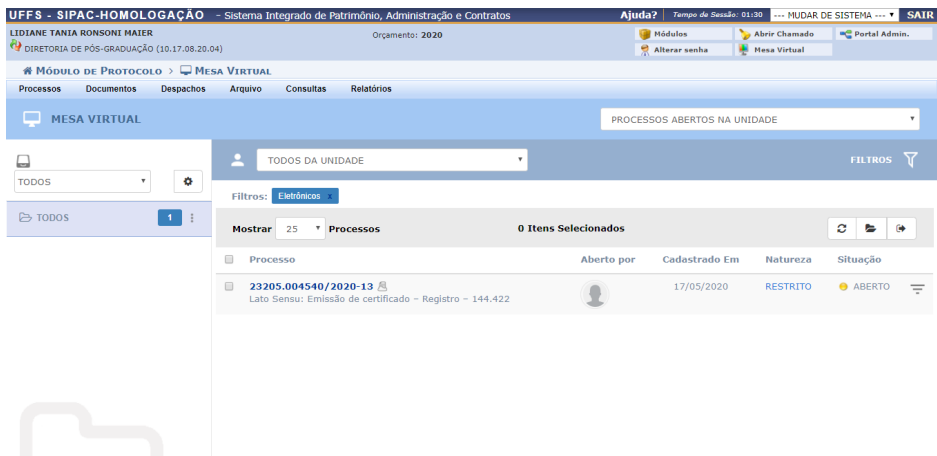 UFFS - SIPAC-HOMOLOGAÇÃO - Sistema Integrado de Patrimônio, Administração e Contratos Ajuda? Tempo de Sessão: 01:30 --- MUDAR DE SISTEMA --- SAIR
LIDIANE TANIA RONSONI MAIER Orçamento: 2020 Módulos Abrir Chamado Portal Admin.
DIRETORIA DE PÓS-GRADUAÇÃO (10.17.08.20.04) Alterar senha Mesa Virtual
MÓDULO DE PROTOCOLO > MESA VIRTUAL
Processos Documentos Despachos Arquivo Consultas Relatórios
MESA VIRTUAL PROCESSOS ABERTOS NA UNIDADE
TODOS DA UNIDADE FILTROS
TODOS
Filtros: Eletrônicos x
TODOS 1
Mostrar 25 Processos 0 Itens Selecionados
Processo Aberto por Cadastrado Em Natureza Situação
23205.004540/2020-13 17/05/2020 RESTRITO ABERTO
Lato Sensu: Emissão de certificado - Registro - 144.422